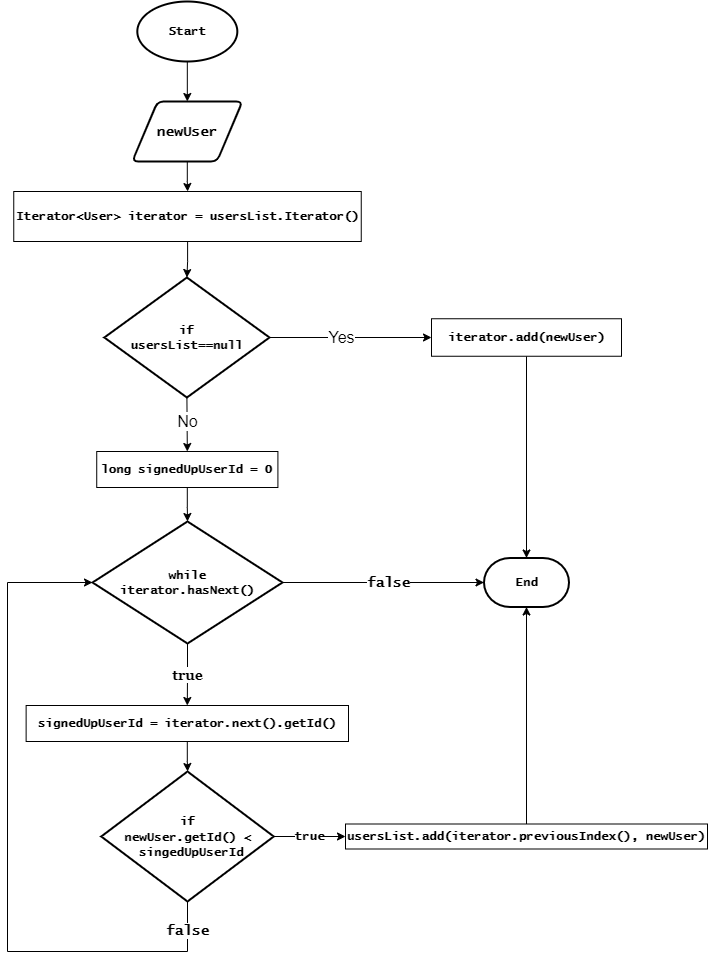 Start
newUser
Iterator<User> iterator = usersList.Iterator()
if
usersList==null
Yes
iterator.add(newUser)
No
long signedUpUserId = 0
while
iterator.hasNext()
false
End
true
signedUpUserId = iterator.next().getId()
if
newUser.getId() <
singedUpUserId
true
usersList.add(iterator.previousIndex(), newUser)
false